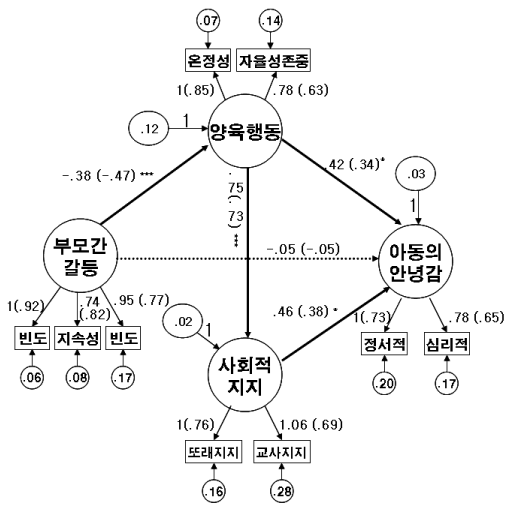 .07
.14
온정성
자율성존중
1(.85)
.78 (.63)
.12
1
양육행동
.03
-.38 (-.47) ***
.42 (.34)*
1
.75
(.73)
***
부모간
갈등
-.05 (-.05)
아동의
안녕감
1(.92)
.74
(.82)
.95 (.77)
.02
1
.46 (.38) *
1(.73)
.78 (.65)
빈도
지속성
빈도
사회적
지지
정서적
심리적
.06
.08
.17
.20
.17
1(.76)
1.06 (.69)
또래지지
교사지지
.16
.28